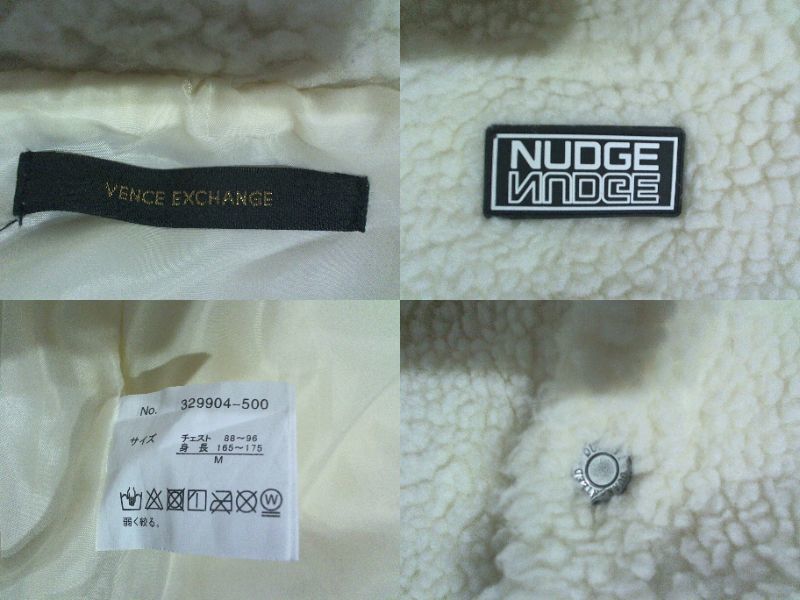 VENCE EXCHANGE
NUDGE
NUDGE
No. 329904-500
サイズ チェスト 88~96
身長 165~175
M
W
弱く絞る。